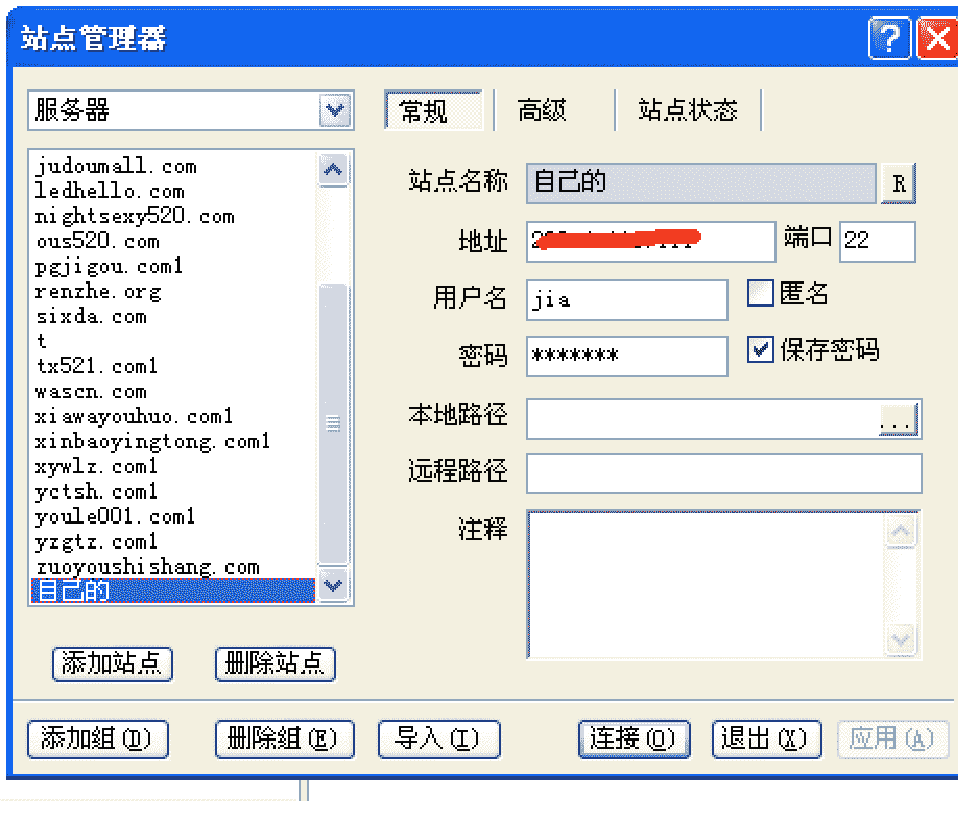 站点管理器
服务器
常规 高级 站点状态
judoumall.com
ledhello.com
nightsexy520.com
ous520.com
pgjigou.com1
renzhe.org
sixda.com
t
tx521.com1
wascn.com
xiawayouhuo.com1
xinbaoyingtong.com1
xywlz.com1
yctsh.com1
youle001.com1
yzgtz.com1
zuoyoushishang.com
自己的
站点名称 自己的 R
地址 端口 22
用户名 jia 匿名
密码 ******* 保存密码
本地路径 ...
远程路径
注释
添加站点 删除站点
添加组(D) 删除组(E) 导入(I) 连接(O) 退出(X) 应用(A)